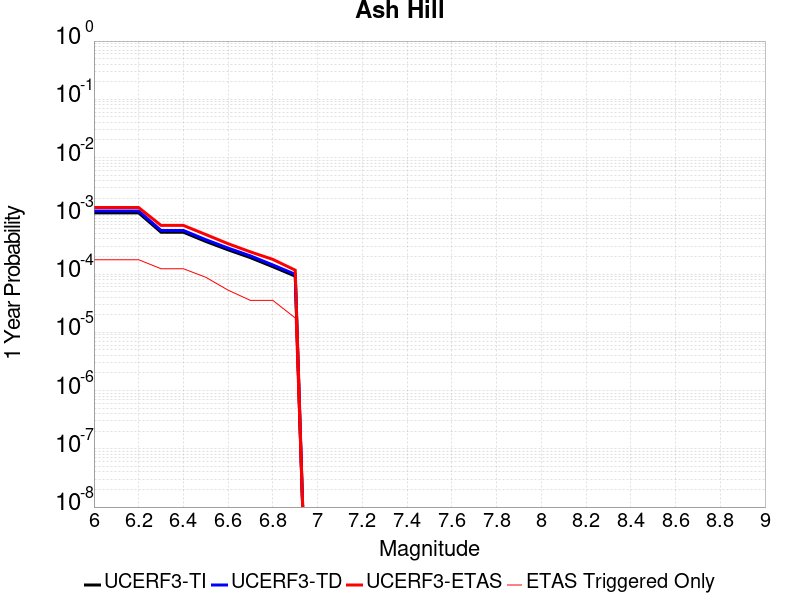 Ash Hill
10^0
10^-1
10^-2
10^-3
10^-4
10^-5
10^-6
10^-7
10^-8
1 Year Probability
6 6.2 6.4 6.6 6.8 7 7.2 7.4 7.6 7.8 8 8.2 8.4 8.6 8.8 9
Magnitude
UCERF3-TI UCERF3-TD UCERF3-ETAS ETAS Triggered Only